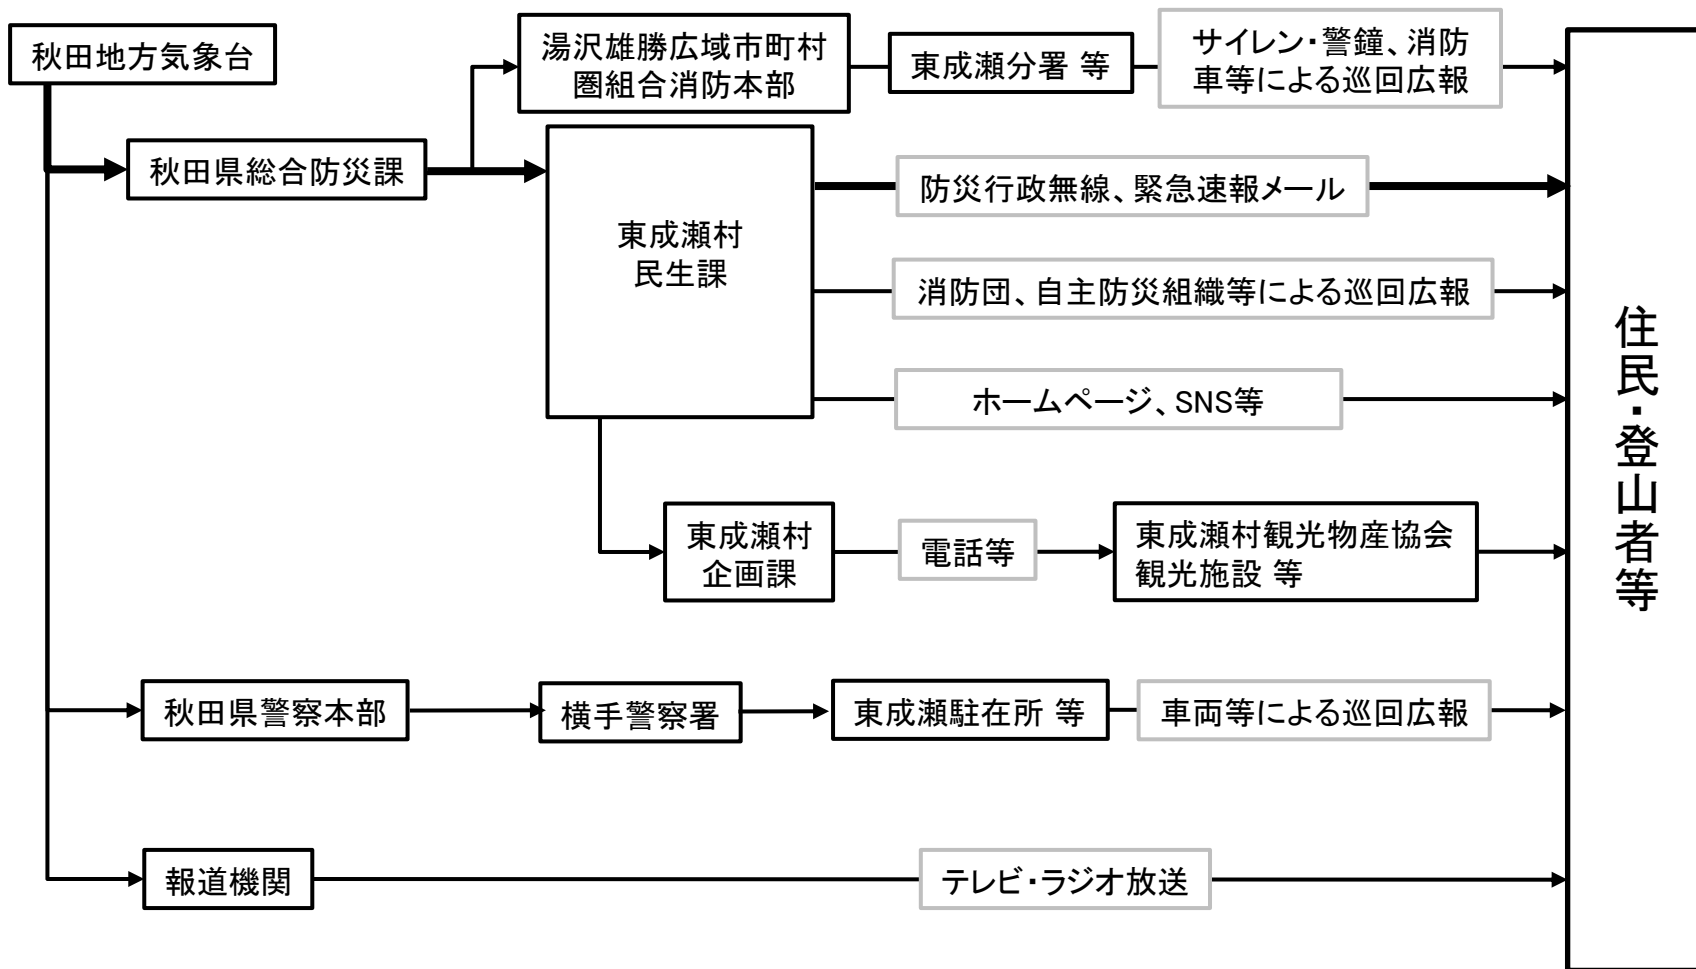 秋田地方気象台
湯沢雄勝広域市町村
圏組合消防本部
東成瀬分署 等
サイレン・警鐘、消防
車等による巡回広報
秋田県総合防災課
東成瀬村
民生課
防災行政無線、緊急速報メール
消防団、自主防災組織等による巡回広報
ホームページ、SNS等
東成瀬村
企画課
電話等
東成瀬村観光物産協会
観光施設 等
秋田県警察本部
横手警察署
東成瀬駐在所 等
車両等による巡回広報
報道機関
テレビ・ラジオ放送
住民・登山者等